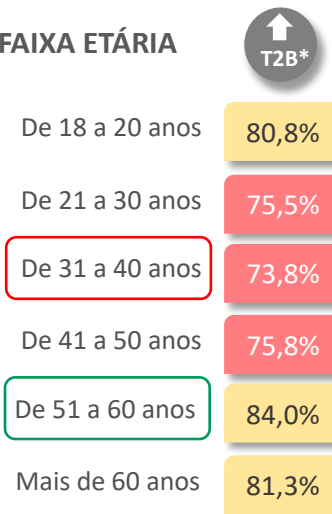 FAIXA ETÁRIA
T2B*
De 18 a 20 anos 80,8%
De 21 a 30 anos 75,5%
De 31 a 40 anos 73,8%
De 41 a 50 anos 75,8%
De 51 a 60 anos 84,0%
Mais de 60 anos 81,3%